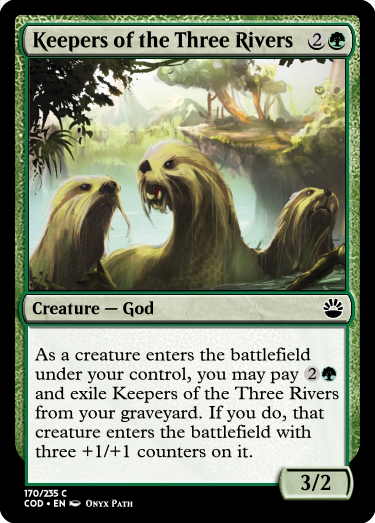 Keepers of the Three Rivers 2
Creature — God
As a creature enters the battlefield
under your control, you may pay 2
and exile Keepers of the Three Rivers
from your graveyard. If you do, that
creature enters the battlefield with
three +1/+1 counters on it.
3/2
170/235 C
COD • EN Onyx Path